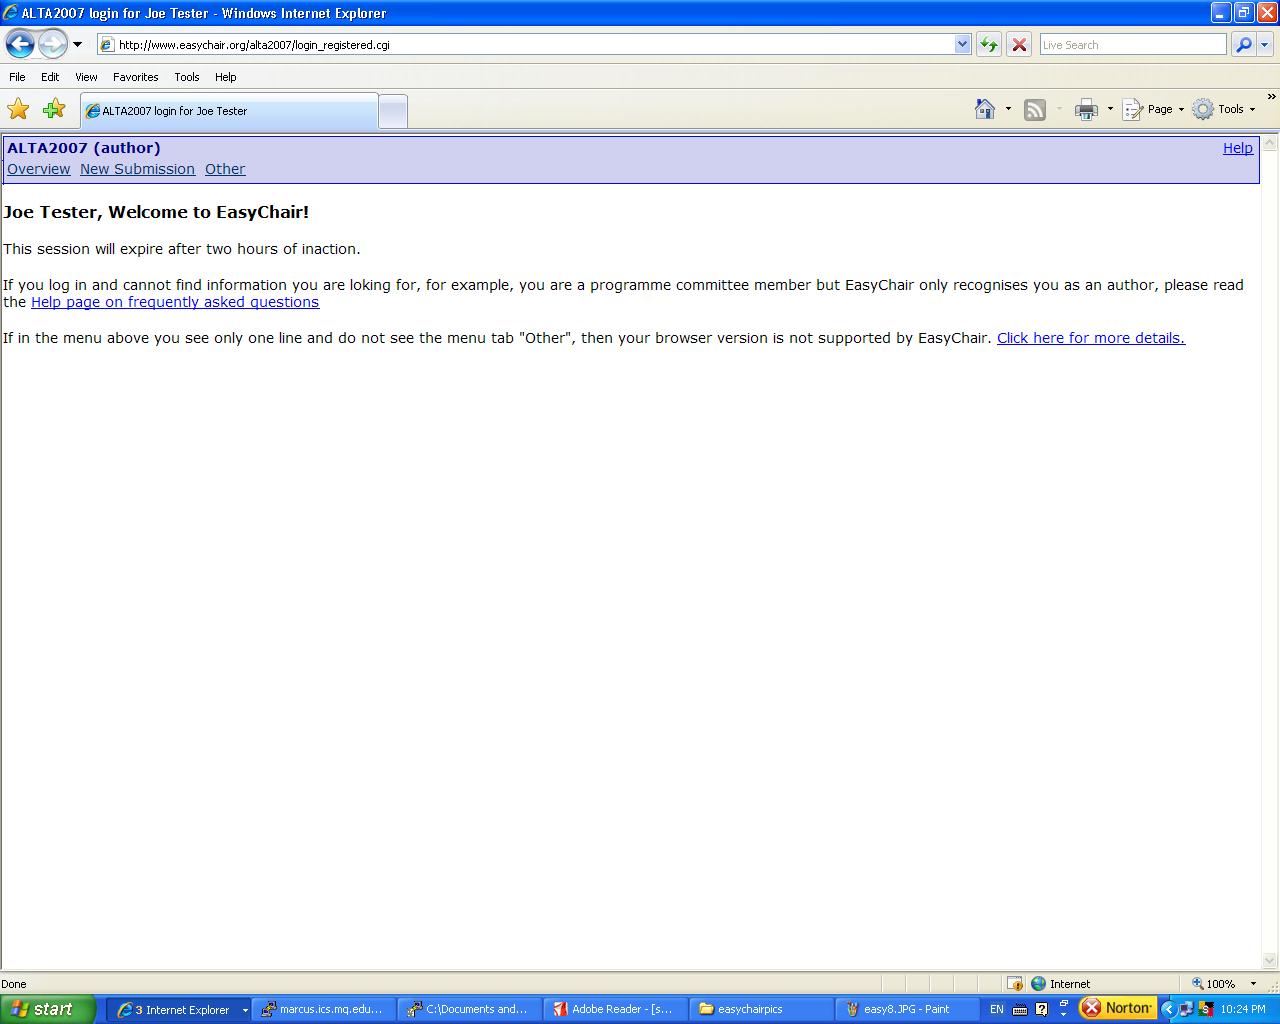 ALTA2007 login for Joe Tester - Windows Internet Explorer
http://www.easychair.org/alta2007/login_registered.cgi
Live Search
File Edit View Favorites Tools Help
ALTA2007 login for Joe Tester
Page Tools
ALTA2007 (author)
Help
Overview New Submission Other
Joe Tester, Welcome to EasyChair!
This session will expire after two hours of inaction.
If you log in and cannot find information you are loking for, for example, you are a programme committee member but EasyChair only recognises you as an author, please read
the Help page on frequently asked questions
If in the menu above you see only one line and do not see the menu tab "Other", then your browser version is not supported by EasyChair. Click here for more details.
Done
Internet
100%
start
3 Internet Explorer
marcus.ics.mq.edu...
C:\Documents and...
Adobe Reader - [s...
easychairpics
easy8.JPG - Paint
EN
Norton
10:24 PM